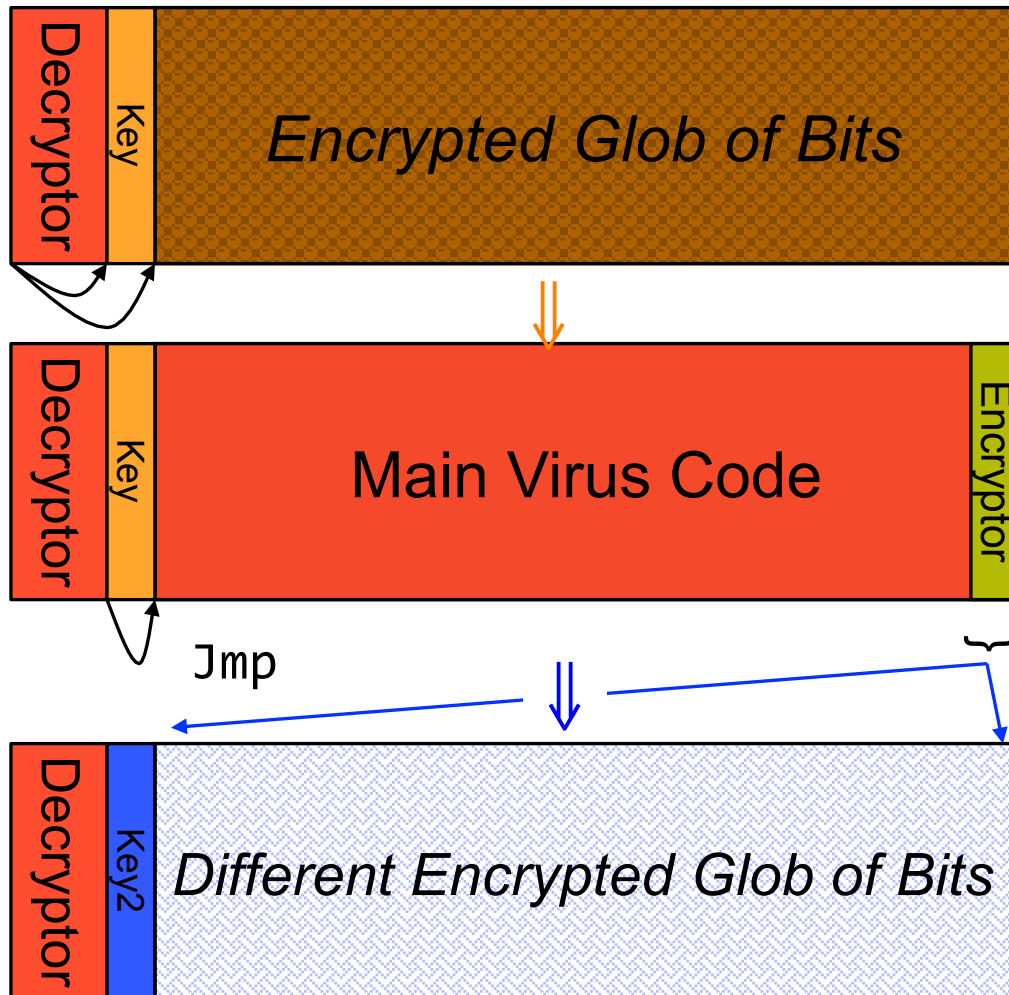 Decryptor
Key
Encrypted Glob of Bits
Decryptor
Key
Main Virus Code
Encryptor
Jmp
Decryptor
Key2
Different Encrypted Glob of Bits